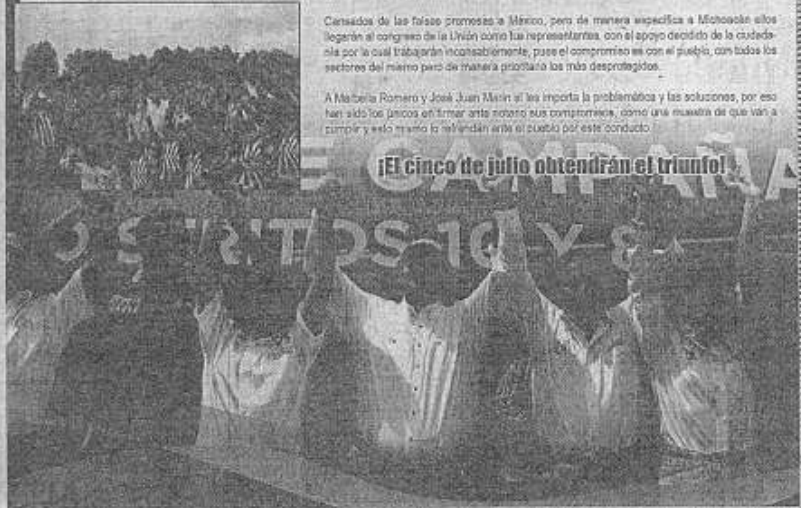 Cansados de las falsas promesas a México, pero de manera específica a Michoacán ellos
llegarán al congreso de la Unión como tus representantes, con el apoyo decidido de la ciudada-
nía por la cual trabajarán incansablemente, pues el compromiso es con el pueblo, con todos los
sectores del mismo pero de manera prioritaria los más desprotegidos.
A Marbella Romero y José Juan Marín si les importa la problemática y las soluciones, por eso
han sido los únicos en firmar ante notario sus compromisos, como una muestra de que van a
cumplir y esto mismo lo refrendan ante el pueblo por este conducto.
¡El cinco de julio obtendrán el triunfo!
E CAMPAÑA
TOS 10 Y 8